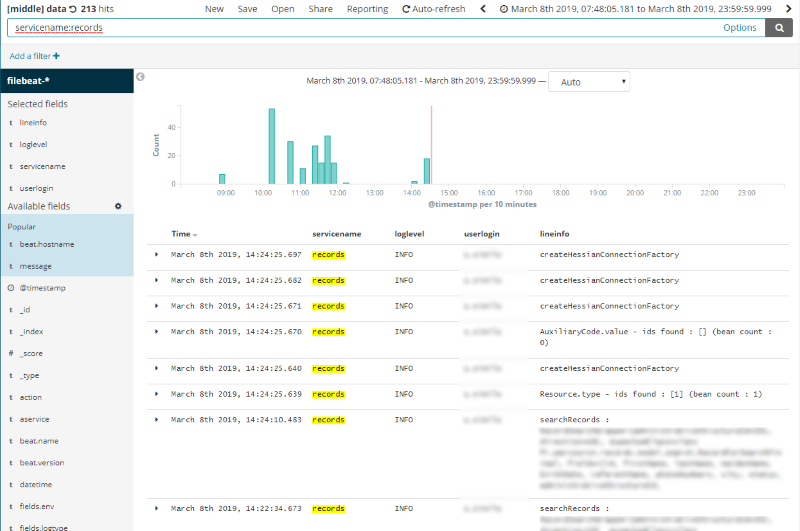 [middle] data 213 hits New Save Open Share Reporting Auto-refresh March 8th 2019, 07:48:05.181 to March 8th 2019, 23:59:59.999
servicename:records Options
Add a filter +
filebeat-*
Selected fields
t lineinfo
t loglevel
t servicename
t userlogin
Available fields
Popular
t beat.hostname
t message
@timestamp
t _id
t _index
# _score
t _type
t action
t aservice
t beat.name
t beat.version
t datetime
t fields.env
t fields.logtype
March 8th 2019, 07:48:05.181 - March 8th 2019, 23:59:59.999 — Auto
Count
40
20
0
09:00 10:00 11:00 12:00 13:00 14:00 15:00 16:00 17:00 18:00 19:00 20:00 21:00 22:00 23:00
@timestamp per 10 minutes
Time servicename loglevel userlogin lineinfo
March 8th 2019, 14:24:25.697 records INFO createHessianConnectionFactory
March 8th 2019, 14:24:25.682 records INFO createHessianConnectionFactory
March 8th 2019, 14:24:25.671 records INFO createHessianConnectionFactory
March 8th 2019, 14:24:25.670 records INFO AuxiliaryCode.value - ids found : [] (bean count :
0)
March 8th 2019, 14:24:25.640 records INFO createHessianConnectionFactory
March 8th 2019, 14:24:25.639 records INFO Resource.type - ids found : [1] (bean count : 1)
March 8th 2019, 14:24:10.483 records INFO searchRecords :
March 8th 2019, 14:22:34.673 records INFO searchRecords :